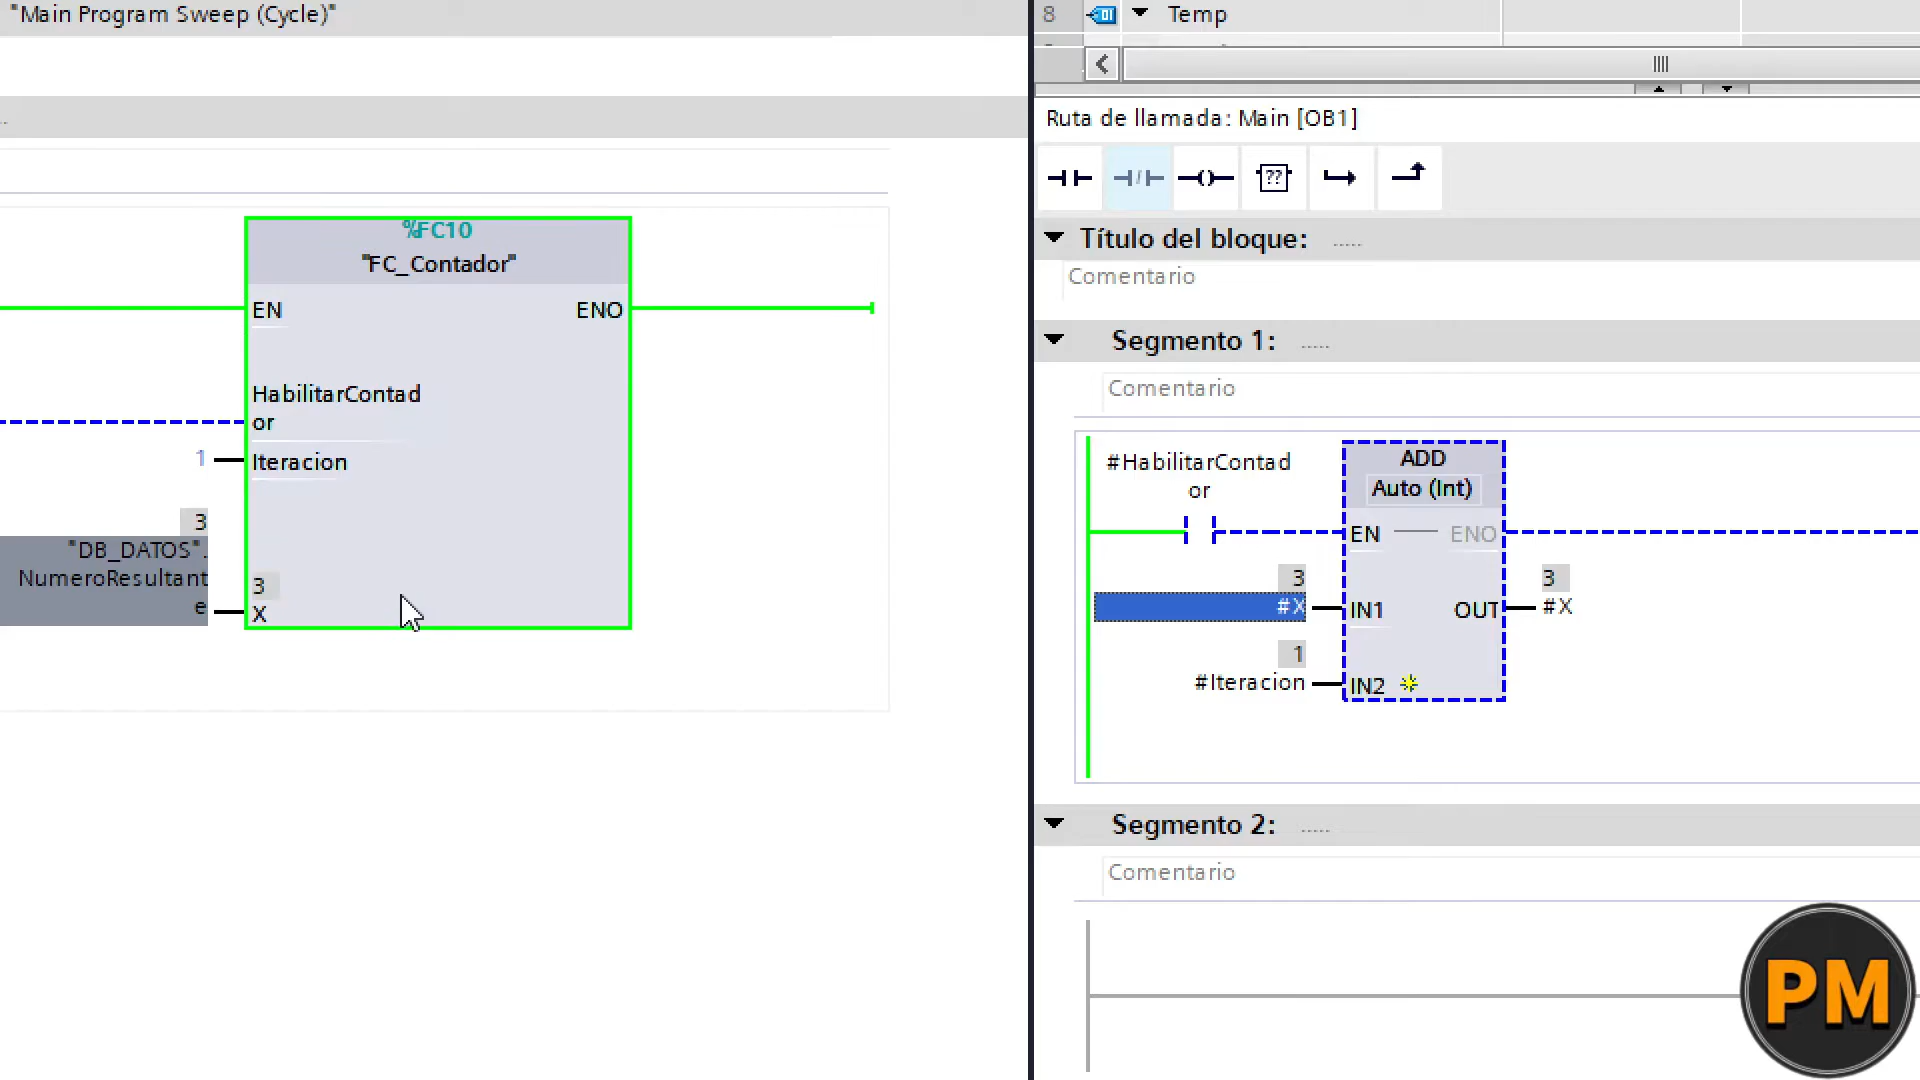 "Main Program Sweep (Cycle)"
..
%FC10
"FC_Contador"
EN
ENO
HabilitarContad
or
1
Iteracion
3
"DB_DATOS".
NumeroResultant
e
3
X
8
Temp
Ruta de llamada: Main [OB1]
??
Título del bloque: .....
Comentario
Segmento 1: .....
Comentario
#HabilitarContad
or
ADD
Auto (Int)
EN
ENO
3
#X
IN1
OUT
3
#X
1
#Iteracion
IN2
Segmento 2: .....
Comentario
PM